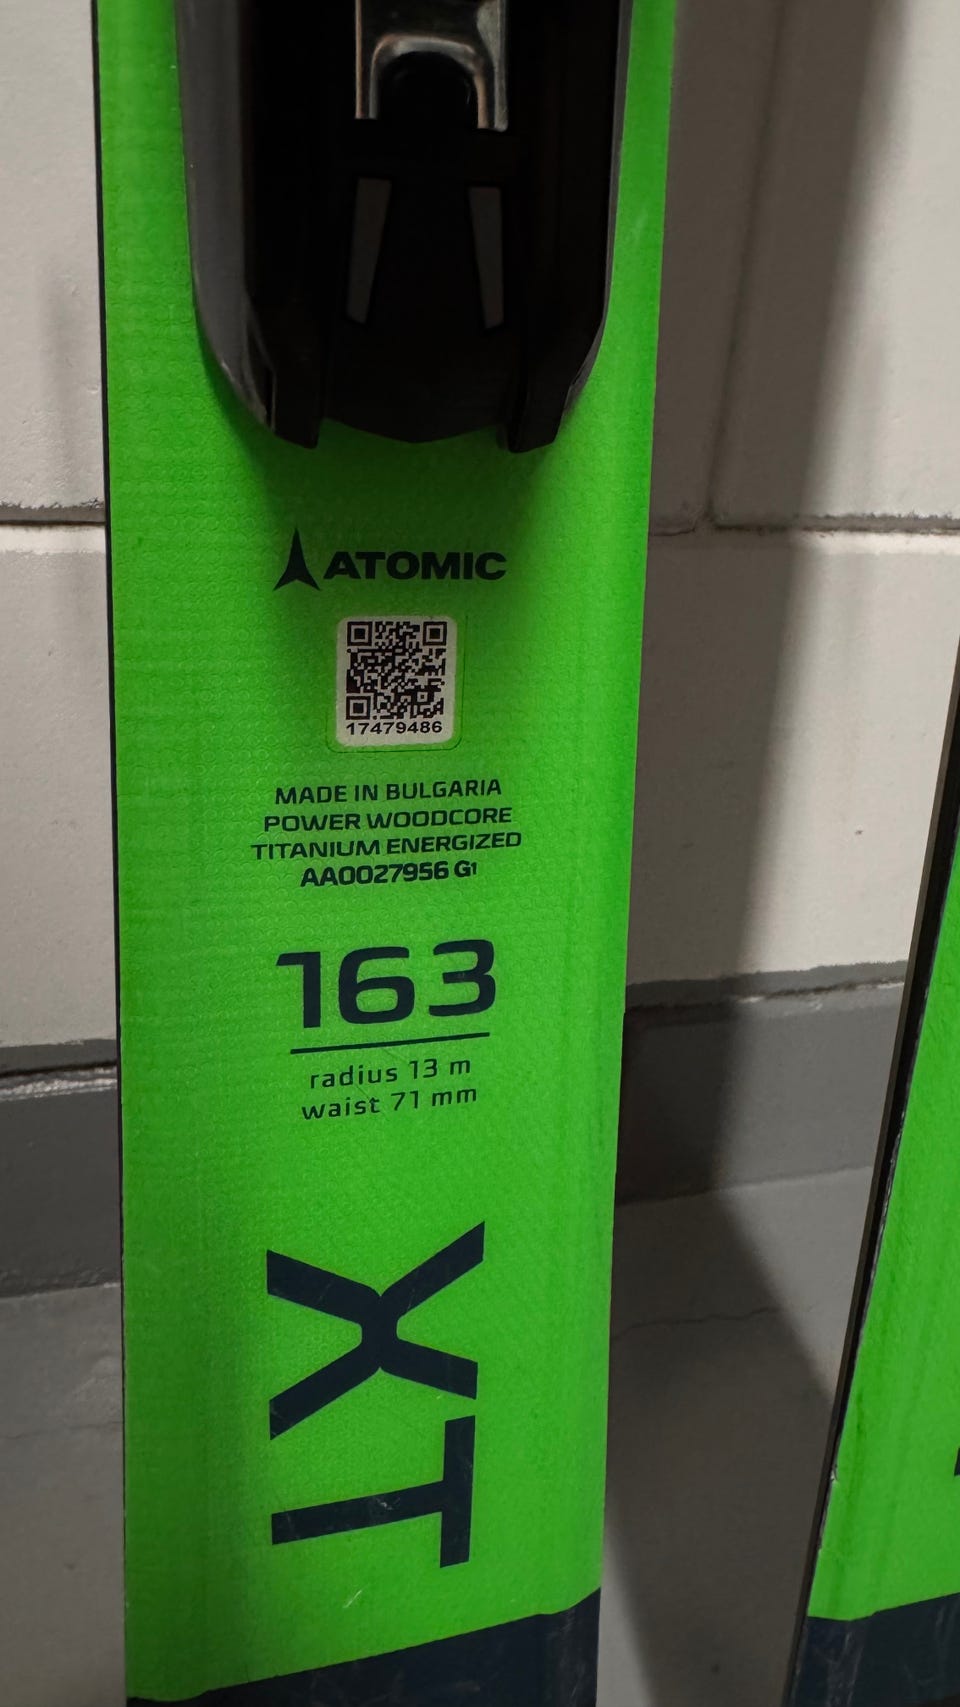 ATOMIC
17479486
MADE IN BULGARIA
POWER WOODCORE
TITANIUM ENERGIZED
AA0027956 G1
163
radius 13 m
waist 71 mm
XT